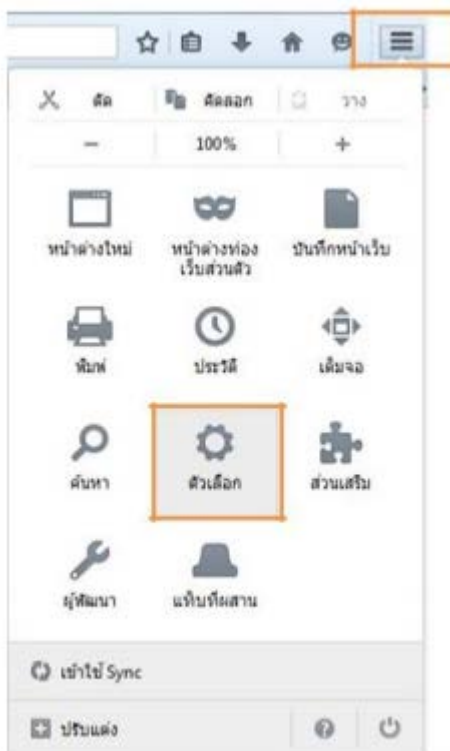 ตัด คัดลอก วาง
100%
หน้าต่างใหม่ หน้าต่างท่อง บันทึกหน้าเว็บ
เว็บส่วนตัว
พิมพ์ ประวัติ เต็มจอ
ค้นหา ตัวเลือก ส่วนเสริม
ผู้พัฒนา แท็บที่ผสาน
เข้าใช้ Sync
ปรับแต่ง